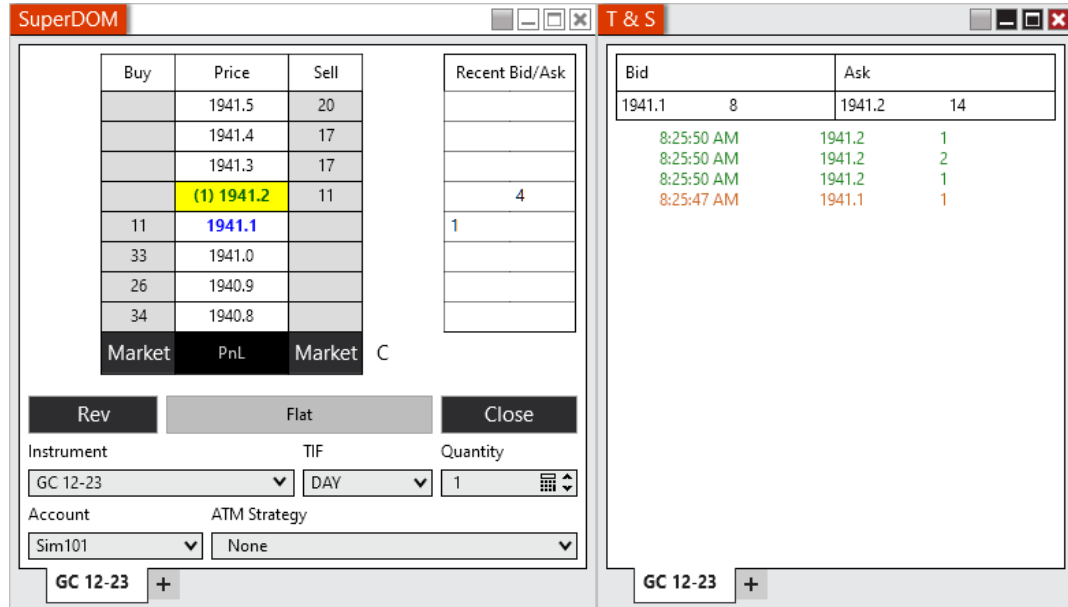 SuperDOM
Buy Price Sell Recent Bid/Ask
1941.5 20
1941.4 17
1941.3 17
(1) 1941.2 11 4
11 1941.1 1
33 1941.0
26 1940.9
34 1940.8
Market PnL Market C
Rev Flat Close
Instrument TIF Quantity
GC 12-23 DAY 1
Account ATM Strategy
Sim101 None
GC 12-23 +
T & S
Bid Ask
1941.1 8 1941.2 14
8:25:50 AM 1941.2 1
8:25:50 AM 1941.2 2
8:25:50 AM 1941.2 1
8:25:47 AM 1941.1 1
GC 12-23 +